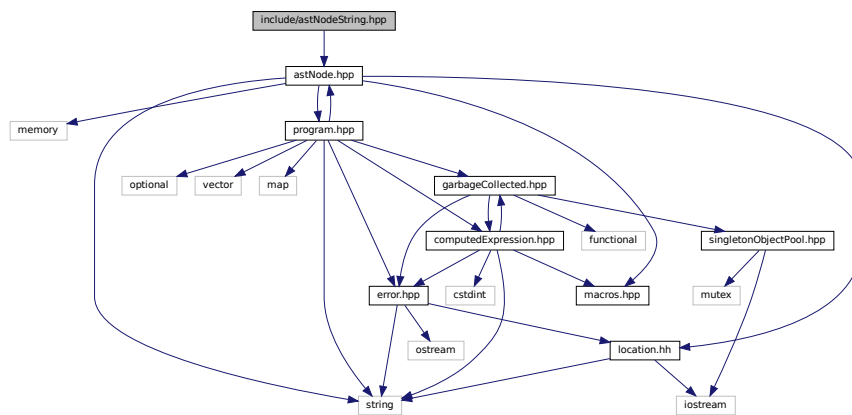 include/astNodeString.hpp
astNode.hpp
memory
program.hpp
optional
vector
map
garbageCollected.hpp
computedExpression.hpp
functional
singletonObjectPool.hpp
error.hpp
cstdint
macros.hpp
mutex
ostream
location.hh
string
iostream